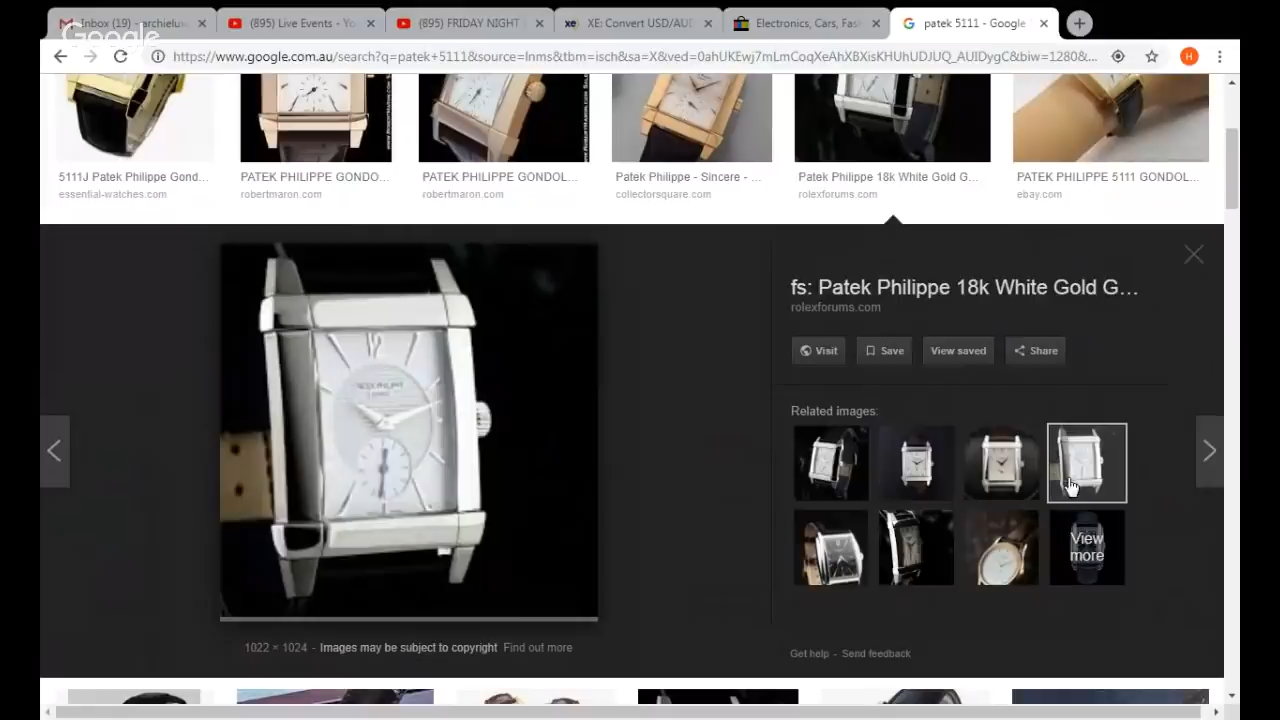 Inbox (19) - archielux
(895) Live Events - Yo
(895) FRIDAY NIGHT
XE: Convert USD/AUD
Electronics, Cars, Fash
patek 5111 - Google
Google
https://www.google.com.au/search?q=patek+5111&source=lnms&tbm=isch&sa=X&ved=0ahUKEwj7mLmCoqXeAhXBXisKHUhUDJUQ_AUIDygC&biw=1280&...
H
5111J Patek Philippe Gond...
essential-watches.com
PATEK PHILIPPE GONDO...
robertmaron.com
PATEK PHILIPPE GONDOL...
robertmaron.com
Patek Philippe - Sincere - ...
collectorsquare.com
Patek Philippe 18k White Gold G...
rolexforums.com
PATEK PHILIPPE 5111 GONDOL...
ebay.com
12
fs: Patek Philippe 18k White Gold G...
rolexforums.com
Visit
Save
View saved
Share
Related images:
View
more
1022 × 1024 - Images may be subject to copyright Find out more
Get help - Send feedback